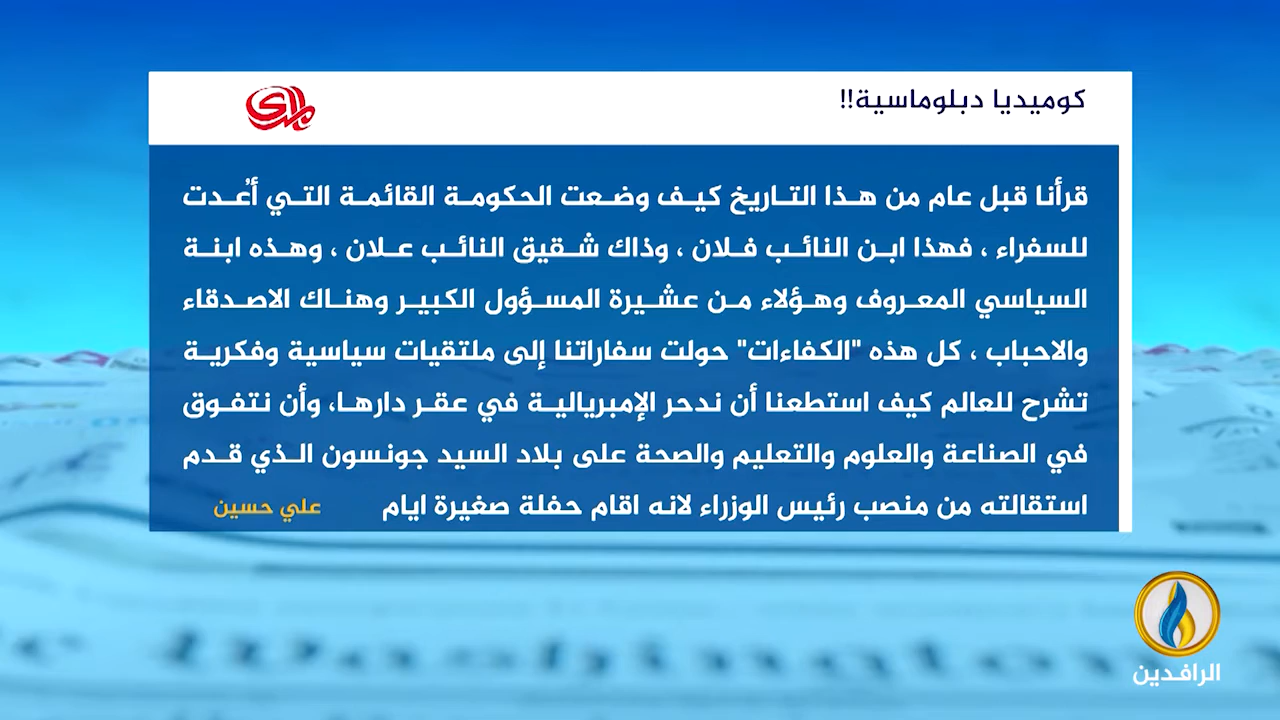 كوميديا دبلوماسية!!
المدى
قرأنا قبل عام من هذا التاريخ كيف وضعت الحكومة القائمة التي أُعدت
للسفراء ، فهذا ابن النائب فلان ، وذاك شقيق النائب علان ، وهذه ابنة
السياسي المعروف وهؤلاء من عشيرة المسؤول الكبير وهناك الاصدقاء
والاحباب ، كل هذه "الكفاءات" حولت سفاراتنا إلى ملتقيات سياسية وفكرية
تشرح للعالم كيف استطعنا أن ندحر الإمبريالية في عقر دارها، وأن نتفوق
في الصناعة والعلوم والتعليم والصحة على بلاد السيد جونسون الذي قدم
استقالته من منصب رئيس الوزراء لانه اقام حفلة صغيرة ايام
علي حسين
الرافدين